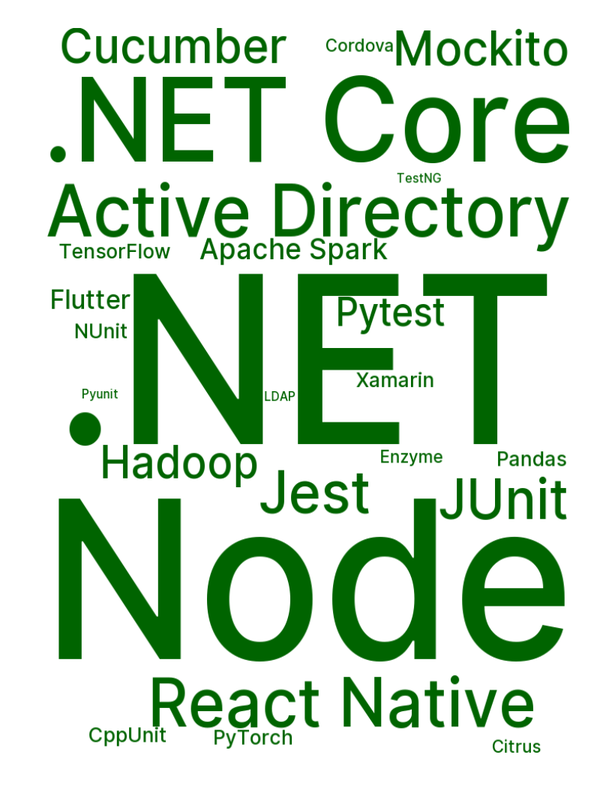 Cucumber
Cordova
Mockito
.NET Core
TestNG
Active Directory
TensorFlow
Apache Spark
Flutter
.NET
Pytest
NUnit
Xamarin
Pyunit
LDAP
Hadoop
Enzyme
Pandas
Jest
JUnit
Node
React Native
CppUnit
PyTorch
Citrus